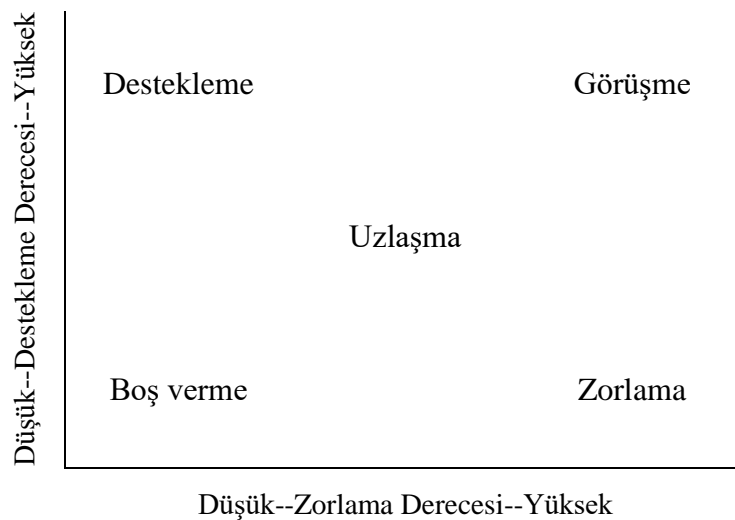 Düşük--Destekleme Derecesi--Yüksek
Destekleme
Görüşme
Uzlaşma
Boş verme
Zorlama
Düşük--Zorlama Derecesi--Yüksek